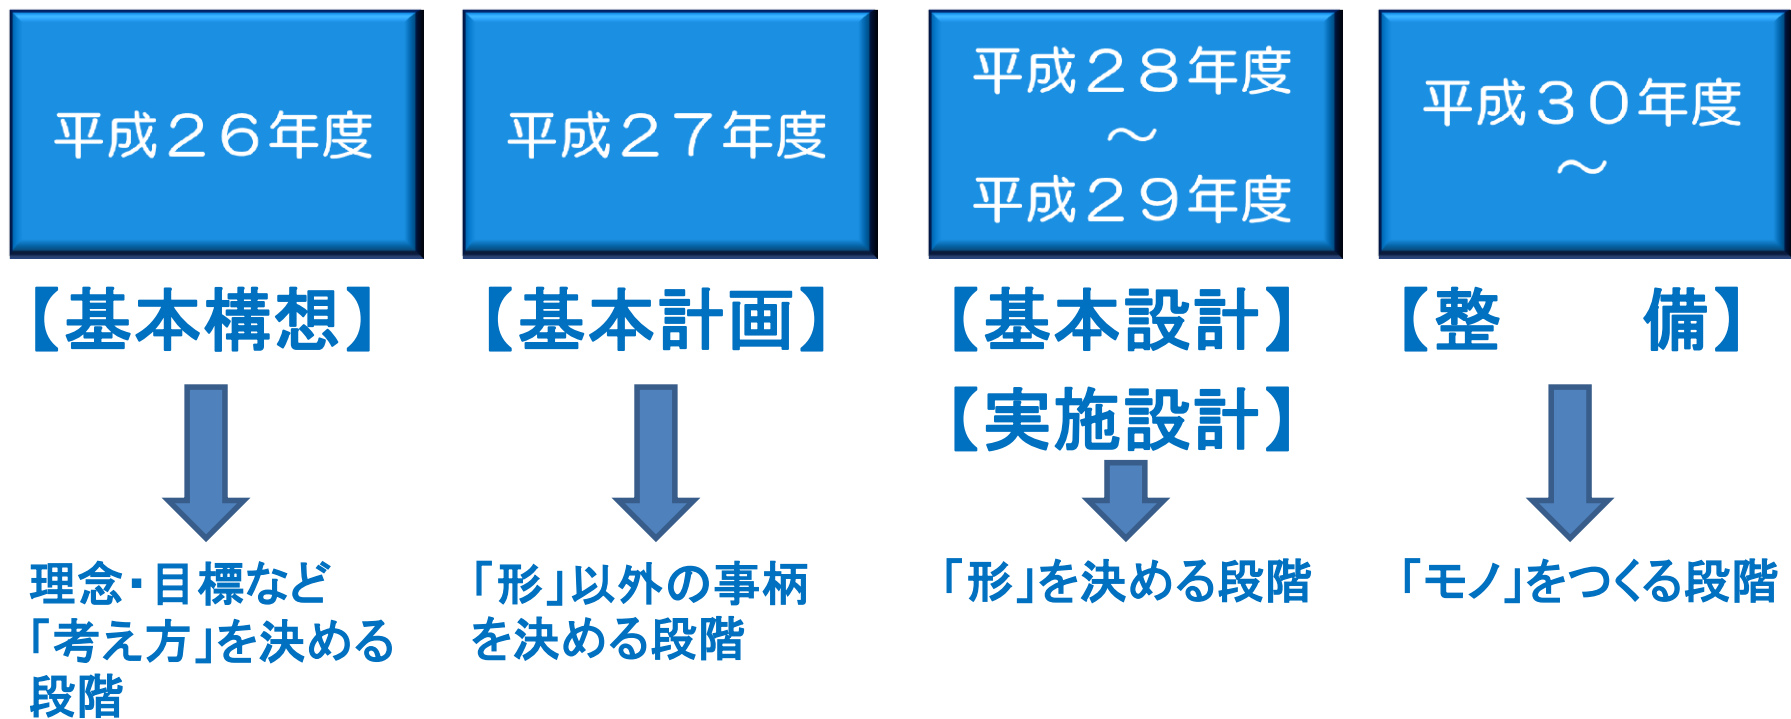 平成２６年度
【基本構想】
理念・目標など
「考え方」を決める
段階
平成２７年度
【基本計画】
「形」以外の事柄
を決める段階
平成２８年度
～
平成２９年度
【基本設計】
【実施設計】
「形」を決める段階
平成３０年度
～
【整　　備】
「モノ」をつくる段階